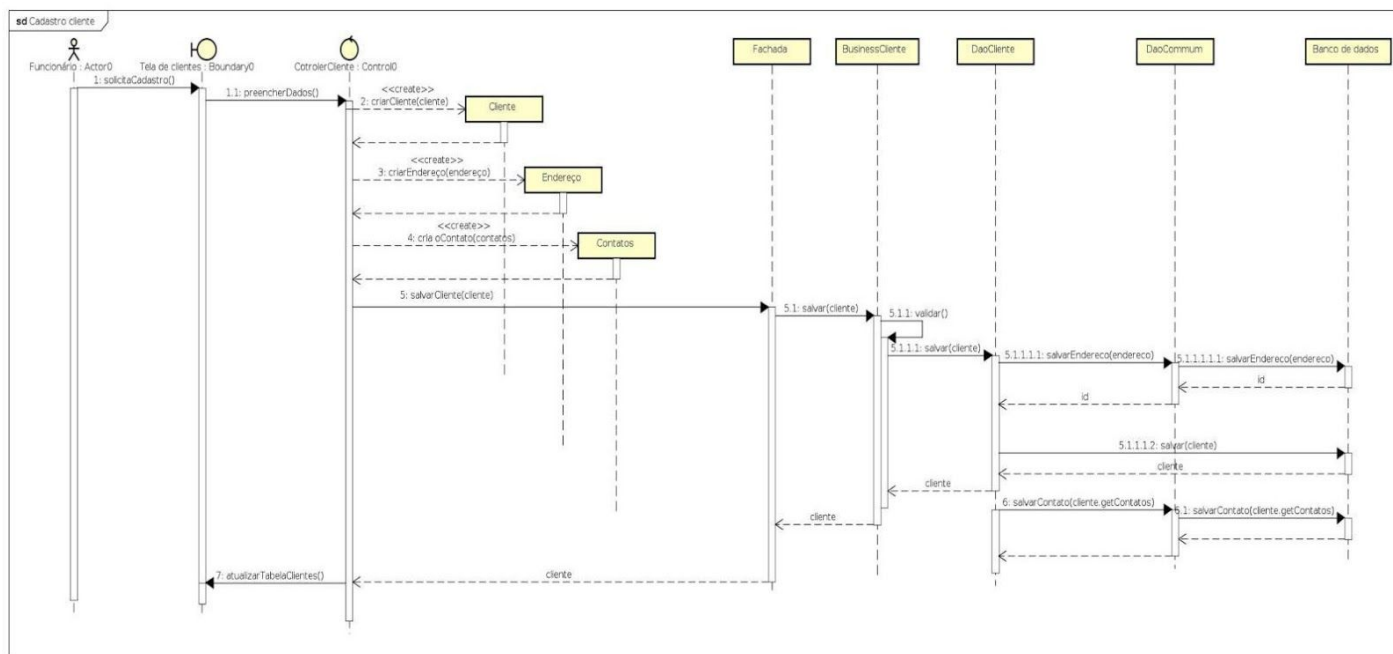 sd Cadastro cliente
Funcionário : Actor0
Tela de clientes : Boundary0
CotrolerCliente : Control0
Fachada
BusinessCliente
DaoCliente
DaoCommum
Banco de dados
1: solicitaCadastro()
1.1: preencherDados()
<<create>>
2: criarCliente(cliente)
Cliente
<<create>>
3: criarEndereço(endereço)
Endereço
<<create>>
4: cria oContato(contatos)
Contatos
5: salvarCliente(cliente)
5.1: salvar(cliente)
5.1.1: validar()
5.1.1.1: salvar(cliente)
5.1.1.1.1: salvarEndereco(endereco)
5.1.1.1.1.1: salvarEndereco(endereco)
id
id
5.1.1.1.2: salvar(cliente)
cliente
cliente
6: salvarContato(cliente.getContatos)
6.1: salvarContato(cliente.getContatos)
cliente
7: atualizarTabelaClientes()
cliente